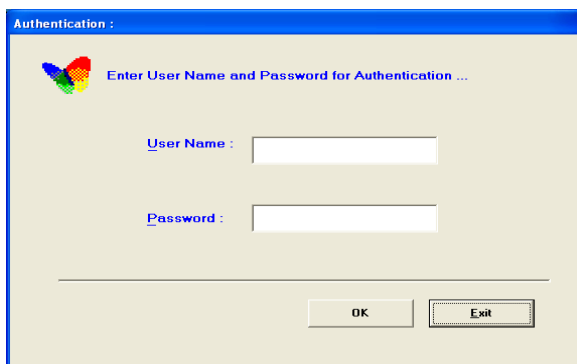 Authentication :
Enter User Name and Password for Authentication ...
User Name :
Password :
OK
Exit